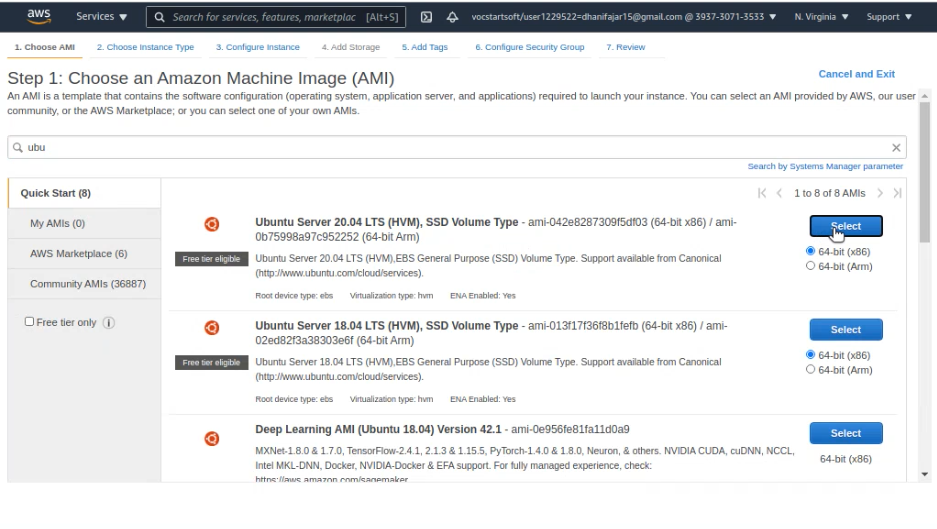 aws
Services
Search for services, features, marketplac [Alt+S]
vocstartsoft/user1229522=dhanifajar15@gmail.com @ 3937-3071-3533
N. Virginia
Support
1. Choose AMI
2. Choose Instance Type
3. Configure Instance
4. Add Storage
5. Add Tags
6. Configure Security Group
7. Review
Step 1: Choose an Amazon Machine Image (AMI)
Cancel and Exit
An AMI is a template that contains the software configuration (operating system, application server, and applications) required to launch your instance. You can select an AMI provided by AWS, our user
community, or the AWS Marketplace; or you can select one of your own AMIs.
ubu
Search by Systems Manager parameter
Quick Start (8)
1 to 8 of 8 AMIs
My AMIs (0)
AWS Marketplace (6)
Community AMIs (36887)
Free tier only
Ubuntu Server 20.04 LTS (HVM), SSD Volume Type - ami-042e8287309f5df03 (64-bit x86) / ami-
0b75998a97c952252 (64-bit Arm)
Free tier eligible
Ubuntu Server 20.04 LTS (HVM),EBS General Purpose (SSD) Volume Type. Support available from Canonical
(http://www.ubuntu.com/cloud/services).
Root device type: ebs Virtualization type: hvm ENA Enabled: Yes
Select
64-bit (x86)
64-bit (Arm)
Ubuntu Server 18.04 LTS (HVM), SSD Volume Type - ami-013f17f36f8b1fefb (64-bit x86) / ami-
02ed82f3a38303e6f (64-bit Arm)
Free tier eligible
Ubuntu Server 18.04 LTS (HVM),EBS General Purpose (SSD) Volume Type. Support available from Canonical
(http://www.ubuntu.com/cloud/services).
Root device type: ebs Virtualization type: hvm ENA Enabled: Yes
Select
64-bit (x86)
64-bit (Arm)
Deep Learning AMI (Ubuntu 18.04) Version 42.1 - ami-0e956fe81fa11d0a9
MXNet-1.8.0 & 1.7.0, TensorFlow-2.4.1, 2.1.3 & 1.15.5, PyTorch-1.4.0 & 1.8.0, Neuron, & others. NVIDIA CUDA, cuDNN, NCCL,
Intel MKL-DNN, Docker, NVIDIA-Docker & EFA support. For fully managed experience, check:
https://aws.amazon.com/sagemaker
Select
64-bit (x86)